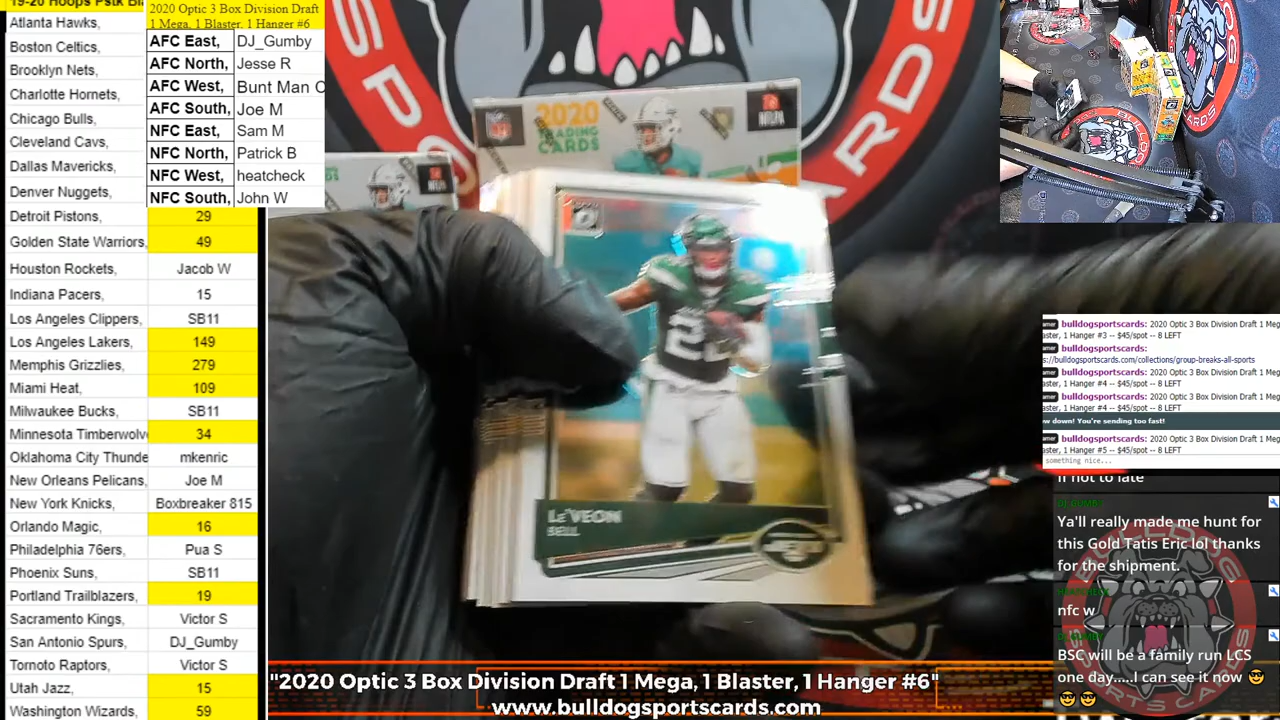 19-20 Hoops Pstk
Atlanta Hawks,
Boston Celtics,
Brooklyn Nets,
Charlotte Hornets,
Chicago Bulls,
Cleveland Cavs,
Dallas Mavericks,
Denver Nuggets,
Detroit Pistons, 29
Golden State Warriors, 49
Houston Rockets, Jacob W
Indiana Pacers, 15
Los Angeles Clippers, SB11
Los Angeles Lakers, 149
Memphis Grizzlies, 279
Miami Heat, 109
Milwaukee Bucks, SB11
Minnesota Timberwolv 34
Oklahoma City Thunde mkenric
New Orleans Pelicans, Joe M
New York Knicks, Boxbreaker 815
Orlando Magic, 16
Philadelphia 76ers, Pua S
Phoenix Suns, SB11
Portland Trailblazers, 19
Sacramento Kings, Victor S
San Antonio Spurs, DJ_Gumby
Tornoto Raptors, Victor S
Utah Jazz, 15
Washington Wizards, 59
2020 Optic 3 Box Division Draft
1 Mega, 1 Blaster, 1 Hanger #6
AFC East, DJ_Gumby
AFC North, Jesse R
AFC West, Bunt Man C
AFC South, Joe M
NFC East, Sam M
NFC North, Patrick B
NFC West, heatcheck
NFC South, John W
2020
TRADING
CARDS
NFL
NFLPA
LE'VEON
BELL
bulldogsportscards: 2020 Optic 3 Box Division Draft 1 Meg
aster, 1 Hanger #3 -- $45/spot -- 8 LEFT
bulldogsportscards:
s://bulldogsportscards.com/collections/group-breaks-all-sports
bulldogsportscards: 2020 Optic 3 Box Division Draft 1 Meg
aster, 1 Hanger #4 -- $45/spot -- 8 LEFT
bulldogsportscards: 2020 Optic 3 Box Division Draft 1 Meg
aster, 1 Hanger #4 -- $45/spot -- 8 LEFT
ow down! You're sending too fast!
bulldogsportscards: 2020 Optic 3 Box Division Draft 1 Meg
aster, 1 Hanger #5 -- $45/spot -- 8 LEFT
something nice...
if not to late
Ya'll really made me hunt for
this Gold Tatis Eric lol thanks
for the shipment.
nfc w
BSC will be a family run LCS
one day.....I can see it now 😎
😎😎
"2020 Optic 3 Box Division Draft 1 Mega, 1 Blaster, 1 Hanger #6"
www.bulldogsportscards.com